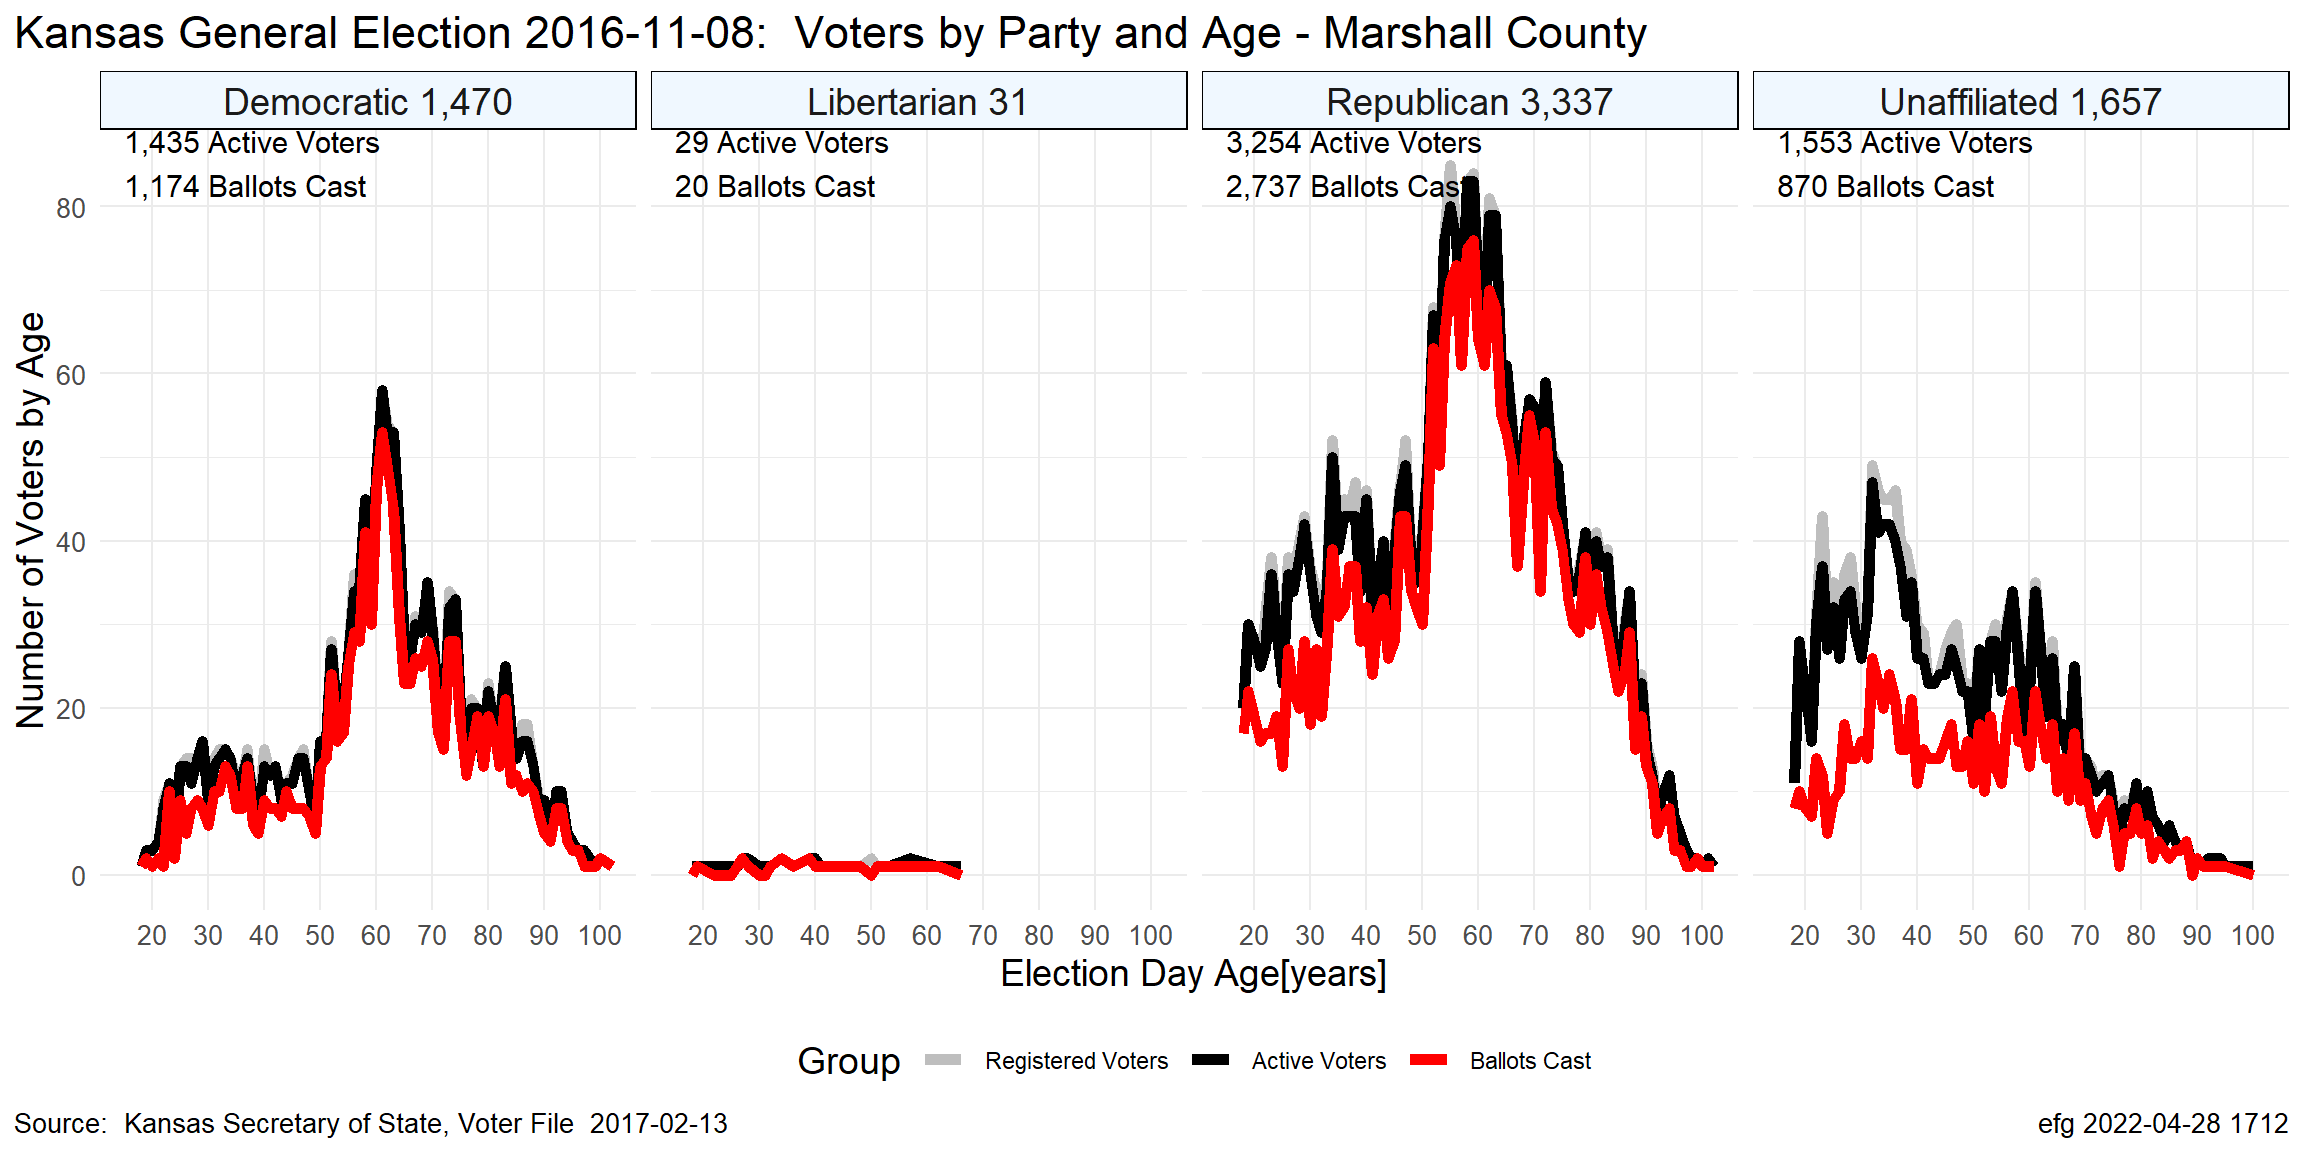 Kansas General Election 2016-11-08:  Voters by Party and Age - Marshall County
Democratic 1,470
Libertarian 31
Republican 3,337
Unaffiliated 1,657
1,435 Active Voters
1,174 Ballots Cast
29 Active Voters
20 Ballots Cast
3,254 Active Voters
2,737 Ballots Cast
1,553 Active Voters
870 Ballots Cast
Number of Voters by Age
80
60
40
20
0
20 30 40 50 60 70 80 90 100
20 30 40 50 60 70 80 90 100
20 30 40 50 60 70 80 90 100
20 30 40 50 60 70 80 90 100
Election Day Age[years]
Group Registered Voters Active Voters Ballots Cast
Source:  Kansas Secretary of State, Voter File  2017-02-13
efg 2022-04-28 1712